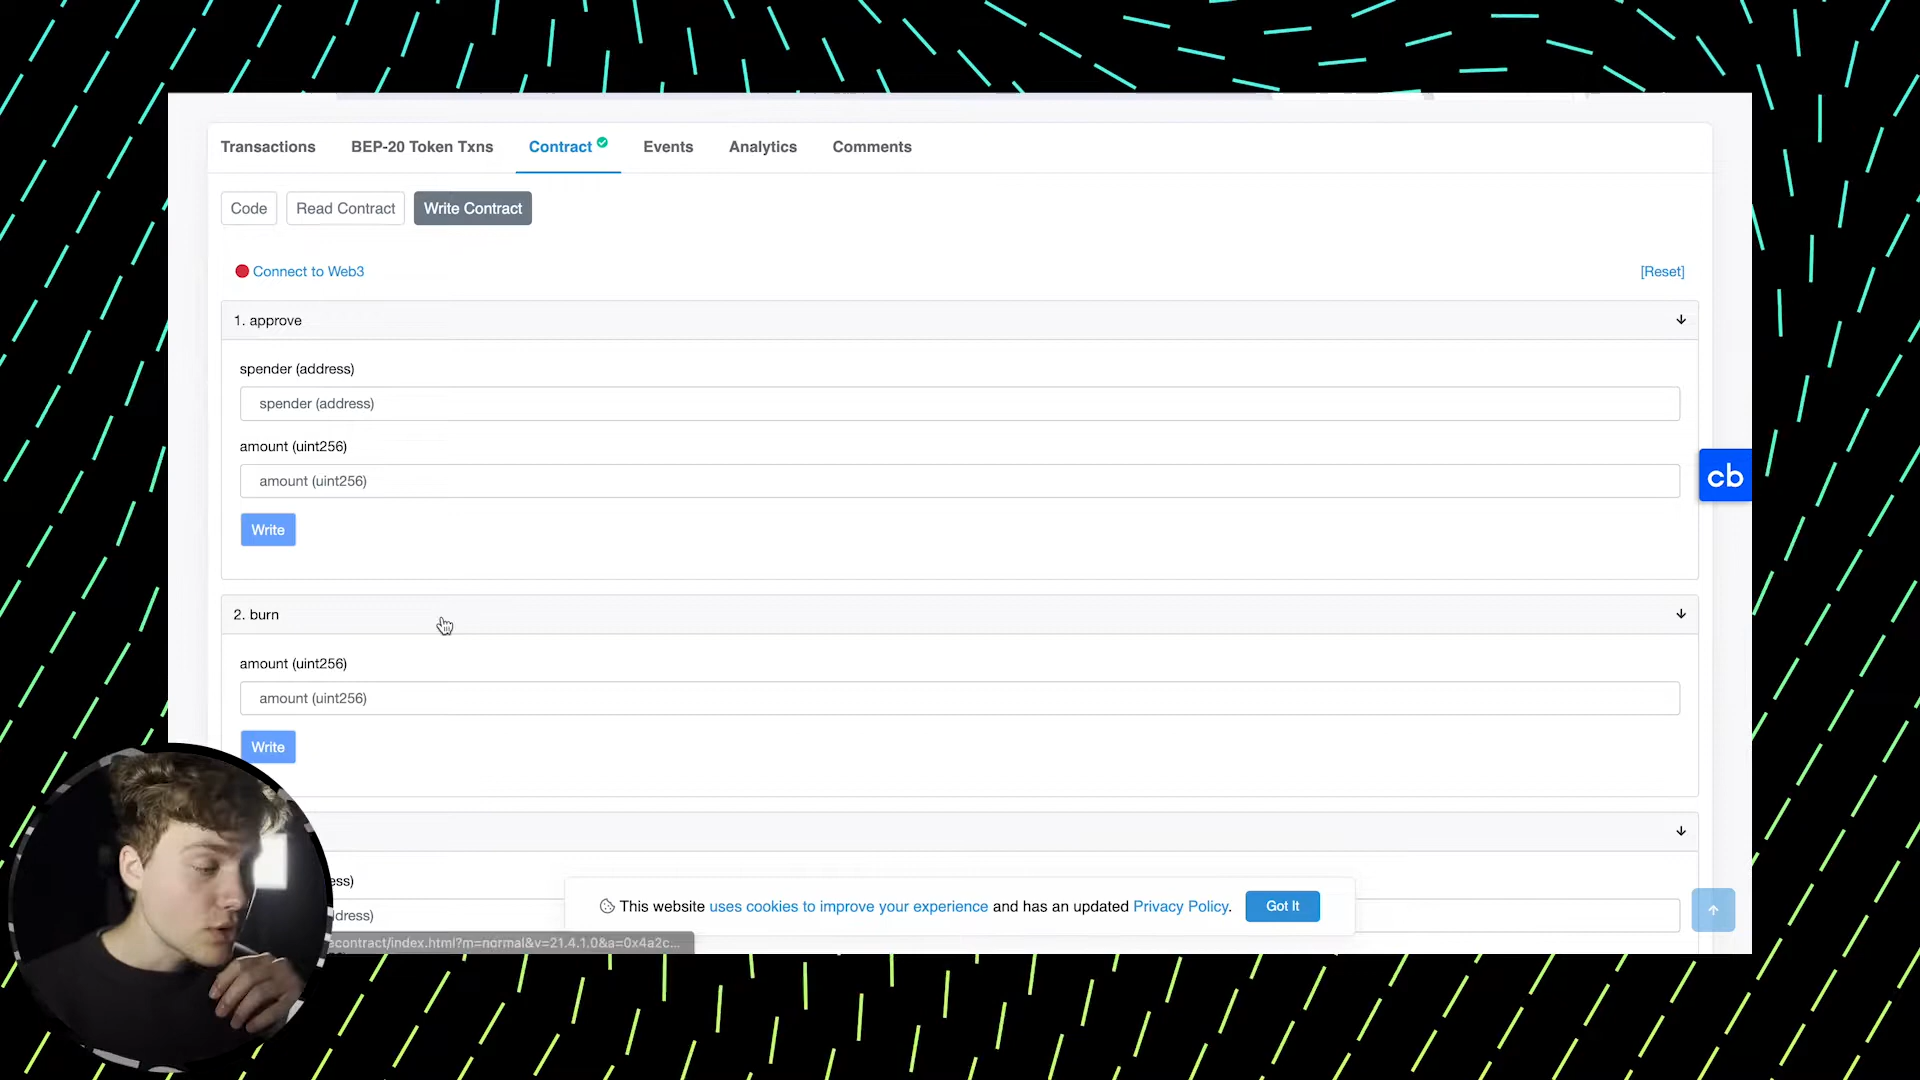 Transactions BEP-20 Token Txns Contract Events Analytics Comments
Code Read Contract Write Contract
Connect to Web3 [Reset]
1. approve
spender (address)
spender (address)
amount (uint256)
amount (uint256)
Write
cb
2. burn
amount (uint256)
amount (uint256)
Write
ess)
dress)
This website uses cookies to improve your experience and has an updated Privacy Policy. Got It
econtract/index.html?m=normal&v=21.4.1.0&a=0x4a2c...